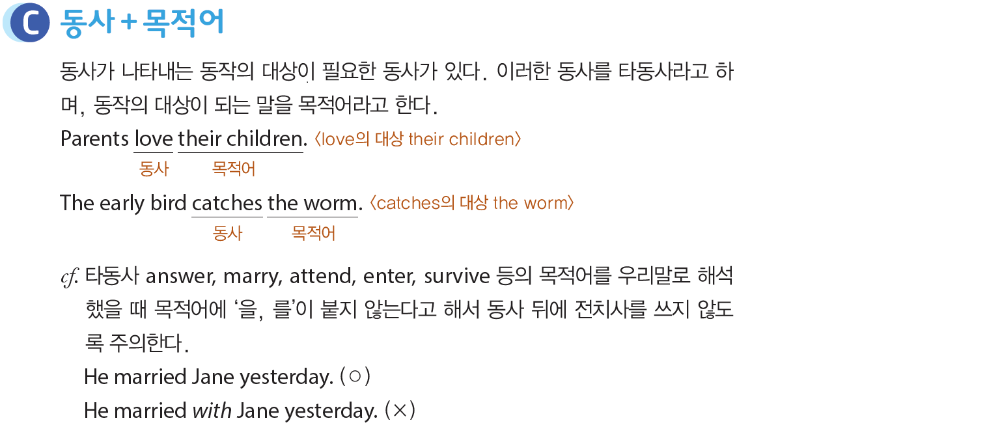 C 동사 + 목적어
동사가 나타내는 동작의 대상이 필요한 동사가 있다. 이러한 동사를 타동사라고 하
며, 동작의 대상이 되는 말을 목적어라고 한다.
Parents love their children. 〈love의 대상 their children〉
동사 목적어
The early bird catches the worm. 〈catches의 대상 the worm〉
동사 목적어
cf. 타동사 answer, marry, attend, enter, survive 등의 목적어를 우리말로 해석
했을 때 목적어에 ‘을, 를’이 붙지 않는다고 해서 동사 뒤에 전치사를 쓰지 않도
록 주의한다.
He married Jane yesterday. (○)
He married with Jane yesterday. (×)